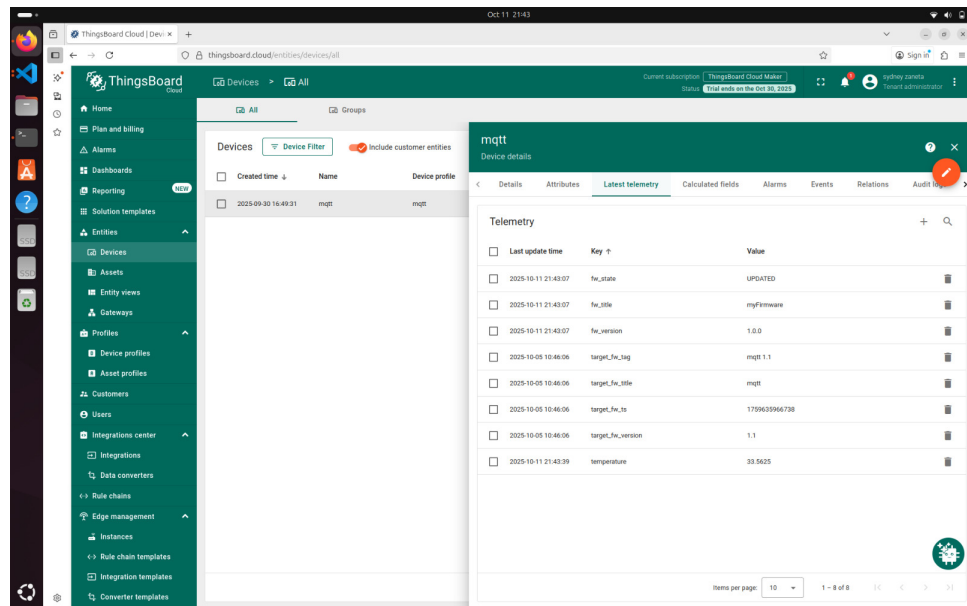 Oct 11 21:43
ThingsBoard Cloud | Devi
thingsboard.cloud/entities/devices/all
Sign in
ThingsBoard
Cloud
Devices > All
Current subscription ThingsBoard Cloud Maker
Status Trial ends on the Oct 30, 2025
sydney zaneta
Tenant administrator
Home
Plan and billing
Alarms
Dashboards
Reporting NEW
Solution templates
Entities
Devices
Assets
Entity views
Gateways
Profiles
Device profiles
Asset profiles
Customers
Users
Integrations center
Integrations
Data converters
Rule chains
Edge management
Instances
Rule chain templates
Integration templates
Converter templates
SSD
SSD
All Groups
Devices Device Filter Include customer entities
Created time ↓ Name Device profile
2025-09-30 16:49:31 mqtt mqtt
mqtt
Device details
Details Attributes Latest telemetry Calculated fields Alarms Events Relations Audit logs
Telemetry
Last update time Key ↑ Value
2025-10-11 21:43:07 fw_state UPDATED
2025-10-11 21:43:07 fw_title myFirmware
2025-10-11 21:43:07 fw_version 1.0.0
2025-10-05 10:46:06 target_fw_tag mqtt 1.1
2025-10-05 10:46:06 target_fw_title mqtt
2025-10-05 10:46:06 target_fw_ts 1759635966738
2025-10-05 10:46:06 target_fw_version 1.1
2025-10-11 21:43:39 temperature 33.5625
Items per page: 10 1 – 8 of 8